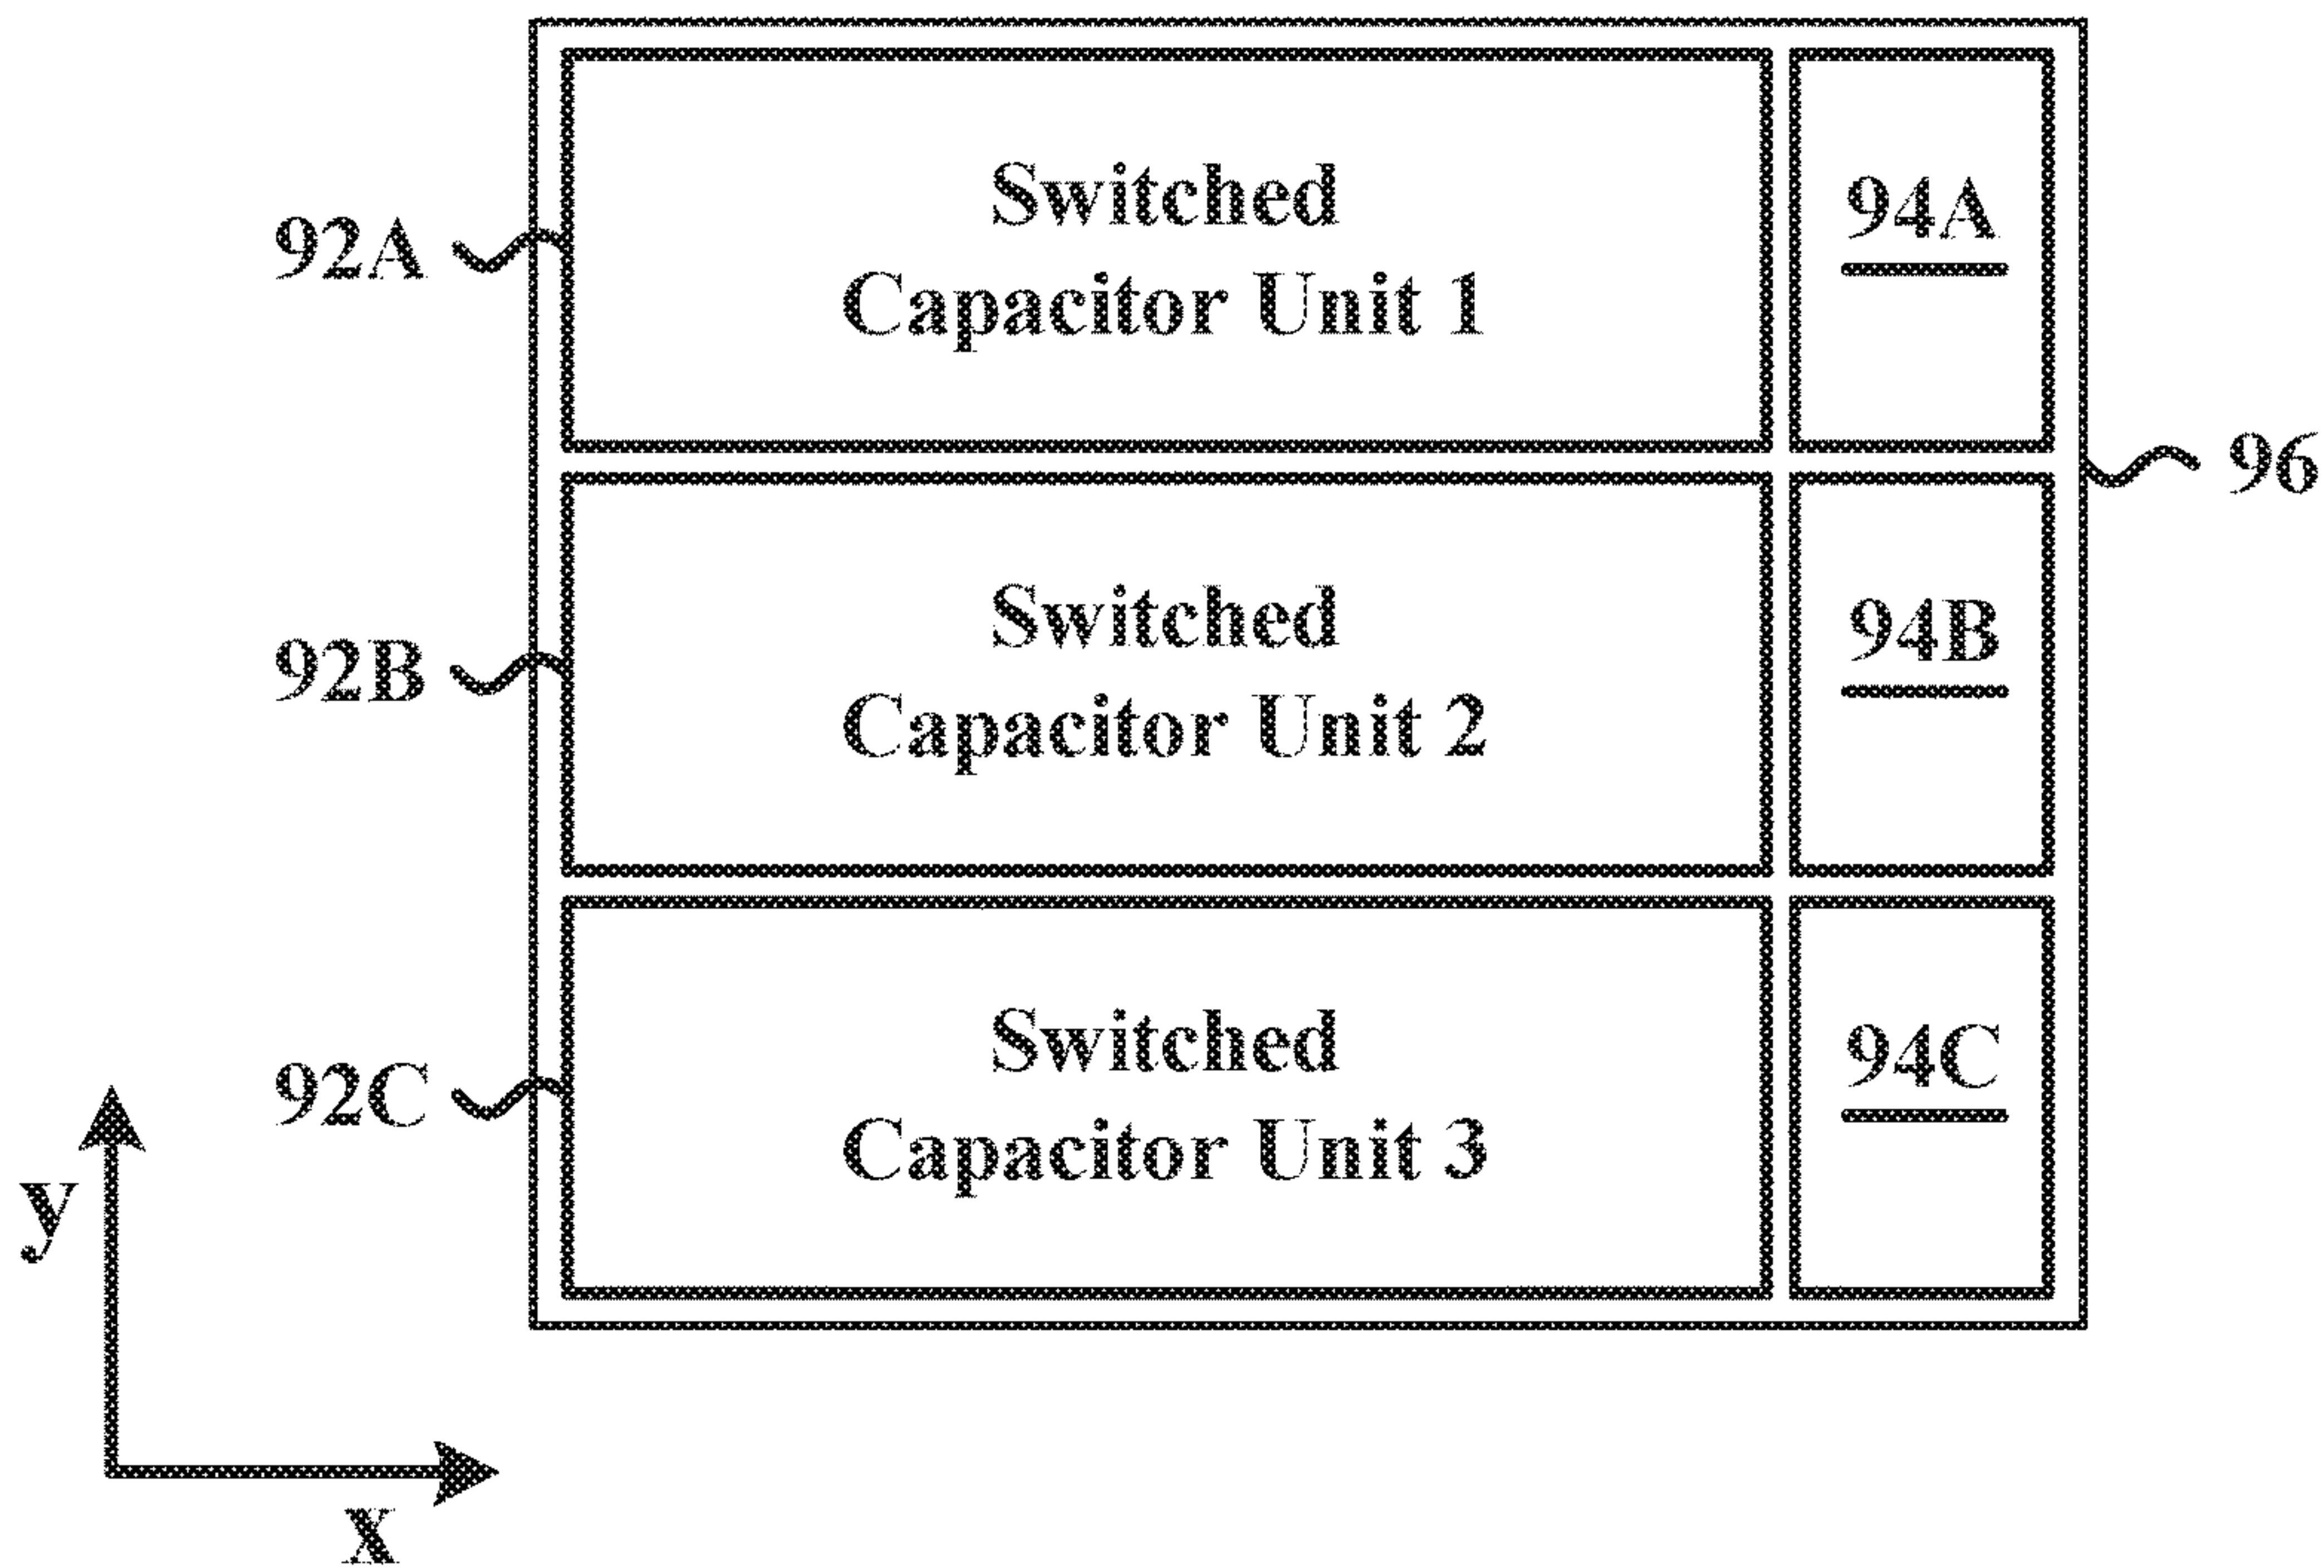 Switched
Capacitor Unit 1
94A
92A
96
Switched
Capacitor Unit 2
94B
92B
Switched
Capacitor Unit 3
94C
92C
y
x